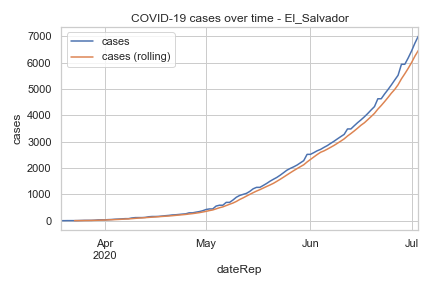 COVID-19 cases over time - El_Salvador
cases
cases (rolling)
7000
6000
5000
4000
3000
2000
1000
0
cases
Apr
2020
May
Jun
Jul
dateRep